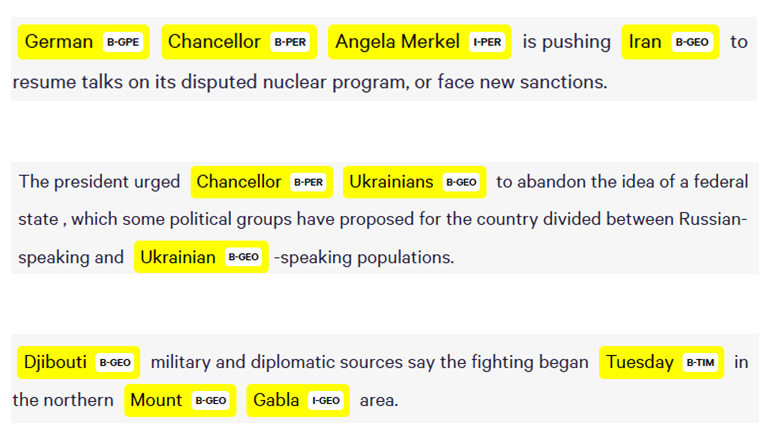 German B-GPE Chancellor B-PER Angela Merkel I-PER is pushing Iran B-GEO to
resume talks on its disputed nuclear program, or face new sanctions.
The president urged Chancellor B-PER Ukrainians B-GEO to abandon the idea of a federal
state , which some political groups have proposed for the country divided between Russian-
speaking and Ukrainian B-GEO -speaking populations.
Djibouti B-GEO military and diplomatic sources say the fighting began Tuesday B-TIM in
the northern Mount B-GEO Gabla I-GEO area.